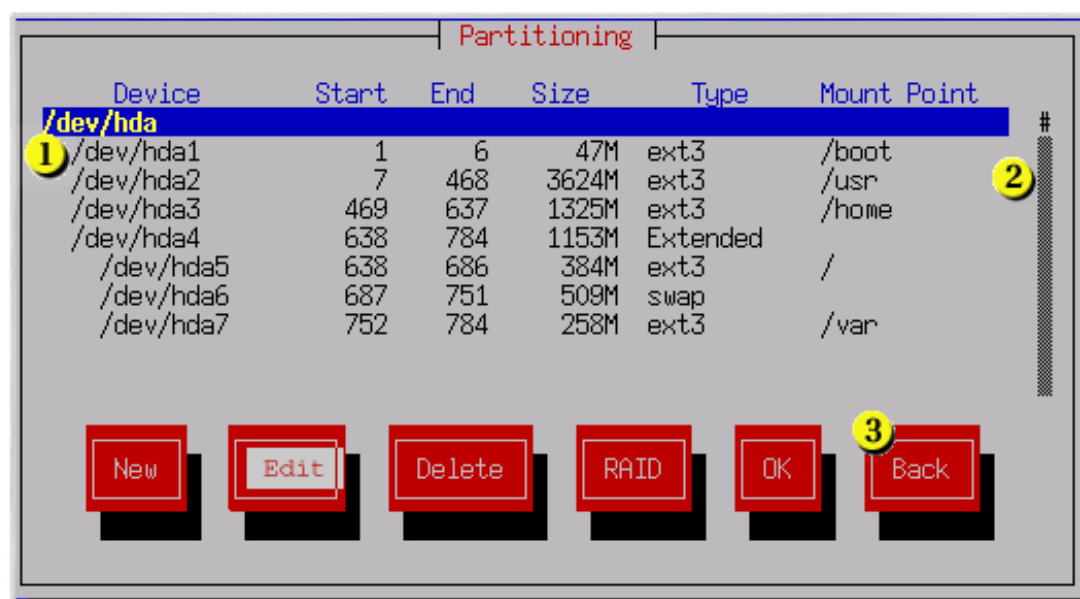 Partitioning
Device Start End Size Type Mount Point
/dev/hda #
1 /dev/hda1 1 6 47M ext3 /boot
/dev/hda2 7 468 3624M ext3 /usr 2
/dev/hda3 469 637 1325M ext3 /home
/dev/hda4 638 784 1153M Extended
/dev/hda5 638 686 384M ext3 /
/dev/hda6 687 751 509M swap
/dev/hda7 752 784 258M ext3 /var
3
New Edit Delete RAID OK Back